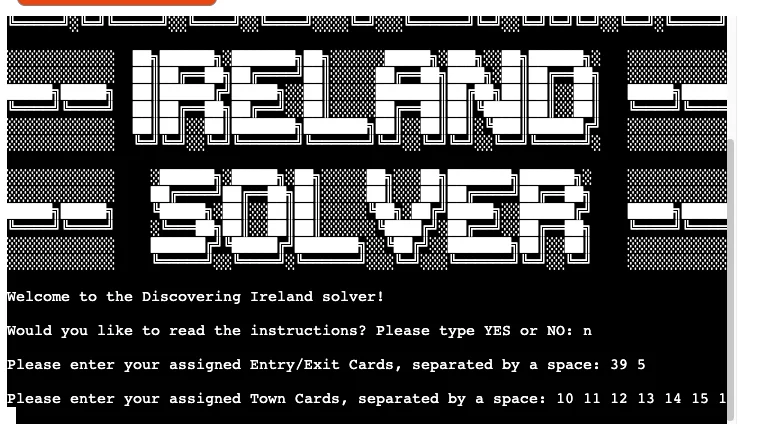 IRELAND
SOLVER
Welcome to the Discovering Ireland solver!
Would you like to read the instructions? Please type YES or NO: n
Please enter your assigned Entry/Exit Cards, separated by a space: 39 5
Please enter your assigned Town Cards, separated by a space: 10 11 12 13 14 15 1